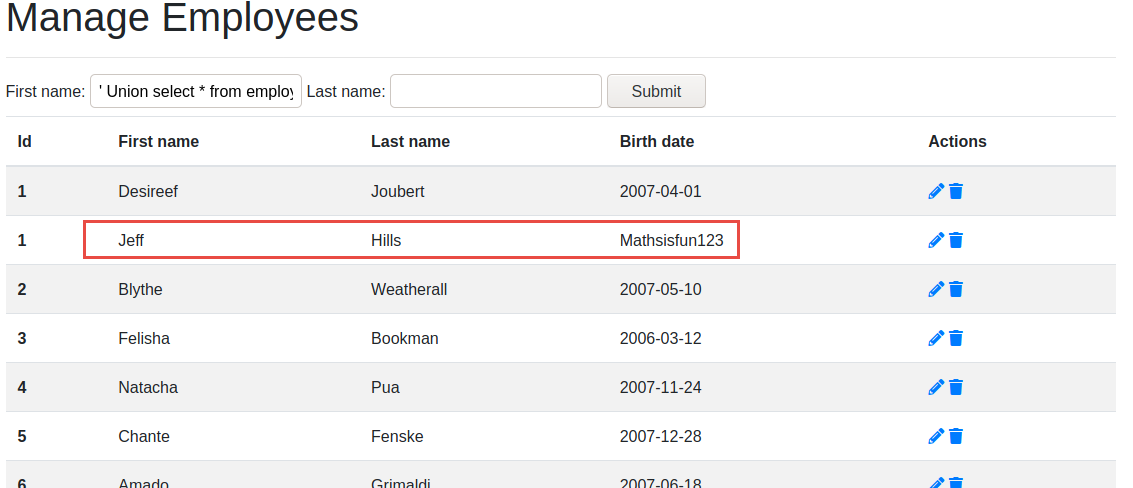 Manage Employees
First name: ' Union select * from employ Last name: Submit
Id First name Last name Birth date Actions
1 Desireef Joubert 2007-04-01
1 Jeff Hills Mathsisfun123
2 Blythe Weatherall 2007-05-10
3 Felisha Bookman 2006-03-12
4 Natacha Pua 2007-11-24
5 Chante Fenske 2007-12-28
6 Amado Grimaldi 2007-06-18